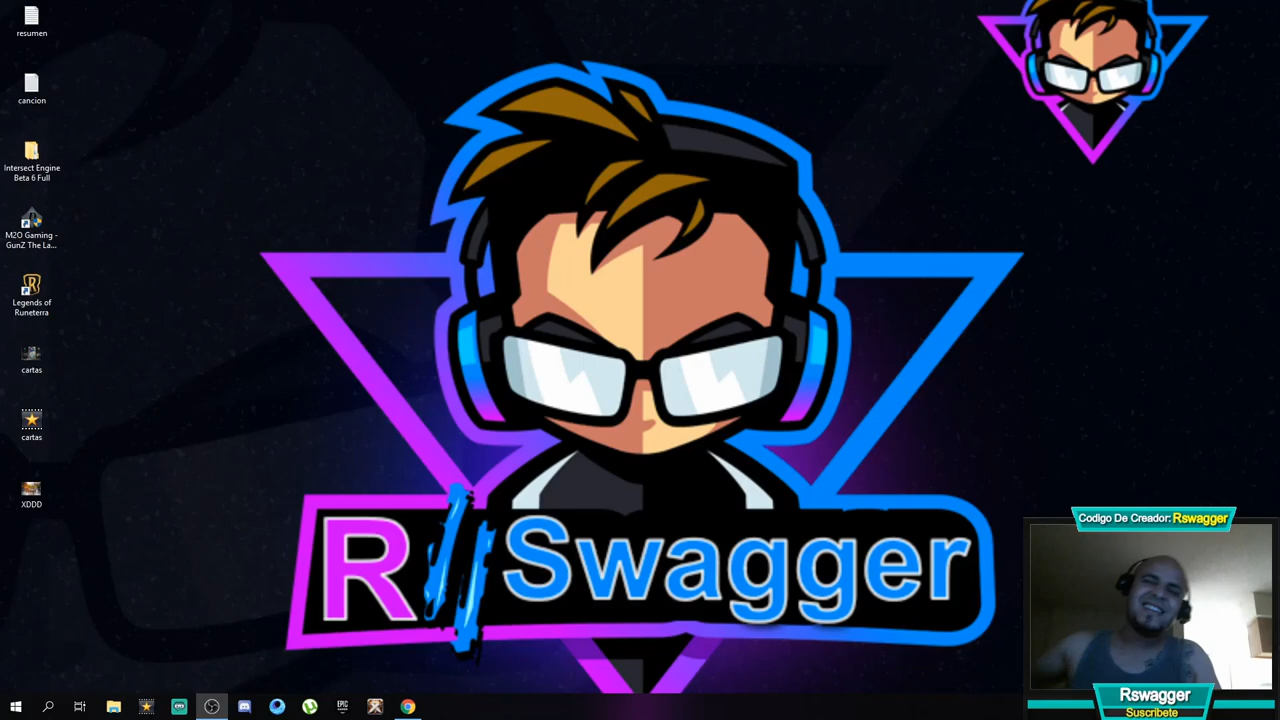 resumen
cancion
Intersect Engine
Beta 6 Full
M2O Gaming -
GunZ The La...
Legends of
Runeterra
cartas
cartas
XDDD
R//Swagger
Codigo De Creador: Rswagger
Rswagger
Suscribete
EPIC